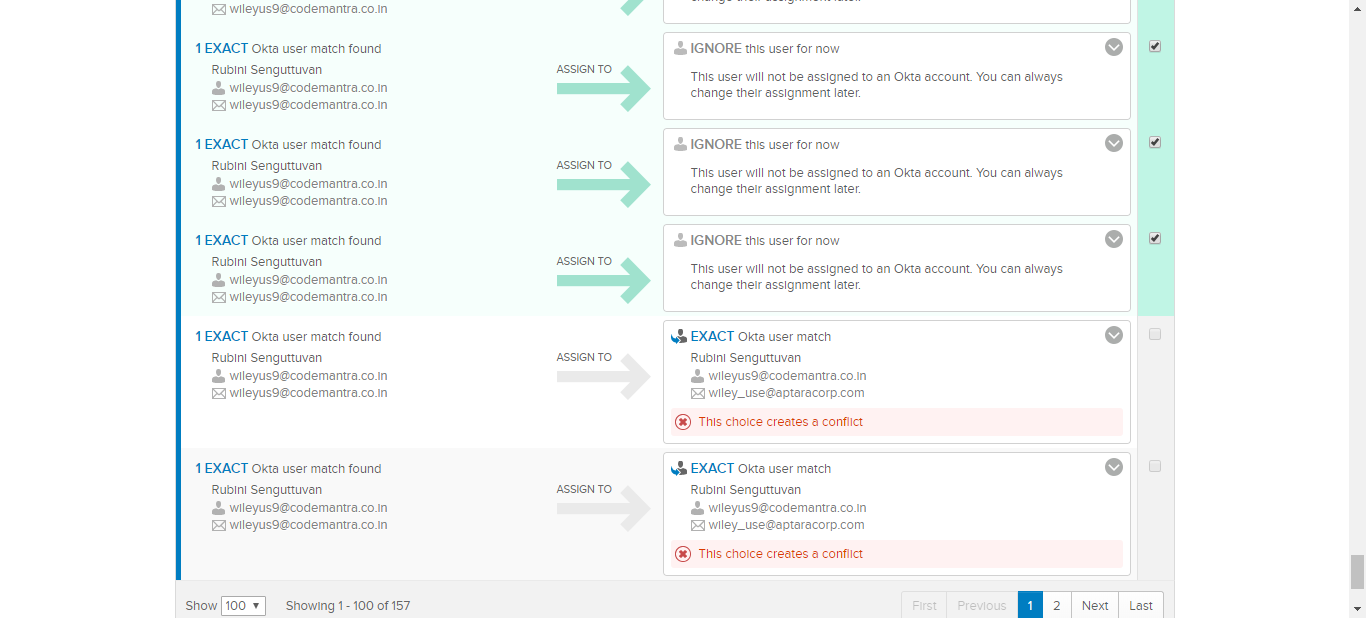 wileyus9@codemantra.co.in
change their assignment later.
1 EXACT Okta user match found
Rubini Senguttuvan
wileyus9@codemantra.co.in
wileyus9@codemantra.co.in
ASSIGN TO
IGNORE this user for now
This user will not be assigned to an Okta account. You can always
change their assignment later.
1 EXACT Okta user match found
Rubini Senguttuvan
wileyus9@codemantra.co.in
wileyus9@codemantra.co.in
ASSIGN TO
IGNORE this user for now
This user will not be assigned to an Okta account. You can always
change their assignment later.
1 EXACT Okta user match found
Rubini Senguttuvan
wileyus9@codemantra.co.in
wileyus9@codemantra.co.in
ASSIGN TO
IGNORE this user for now
This user will not be assigned to an Okta account. You can always
change their assignment later.
1 EXACT Okta user match found
Rubini Senguttuvan
wileyus9@codemantra.co.in
wileyus9@codemantra.co.in
ASSIGN TO
EXACT Okta user match
Rubini Senguttuvan
wileyus9@codemantra.co.in
wiley_use@aptaracorp.com
This choice creates a conflict
1 EXACT Okta user match found
Rubini Senguttuvan
wileyus9@codemantra.co.in
wileyus9@codemantra.co.in
ASSIGN TO
EXACT Okta user match
Rubini Senguttuvan
wileyus9@codemantra.co.in
wiley_use@aptaracorp.com
This choice creates a conflict
Show 100 Showing 1 - 100 of 157
First Previous 1 2 Next Last